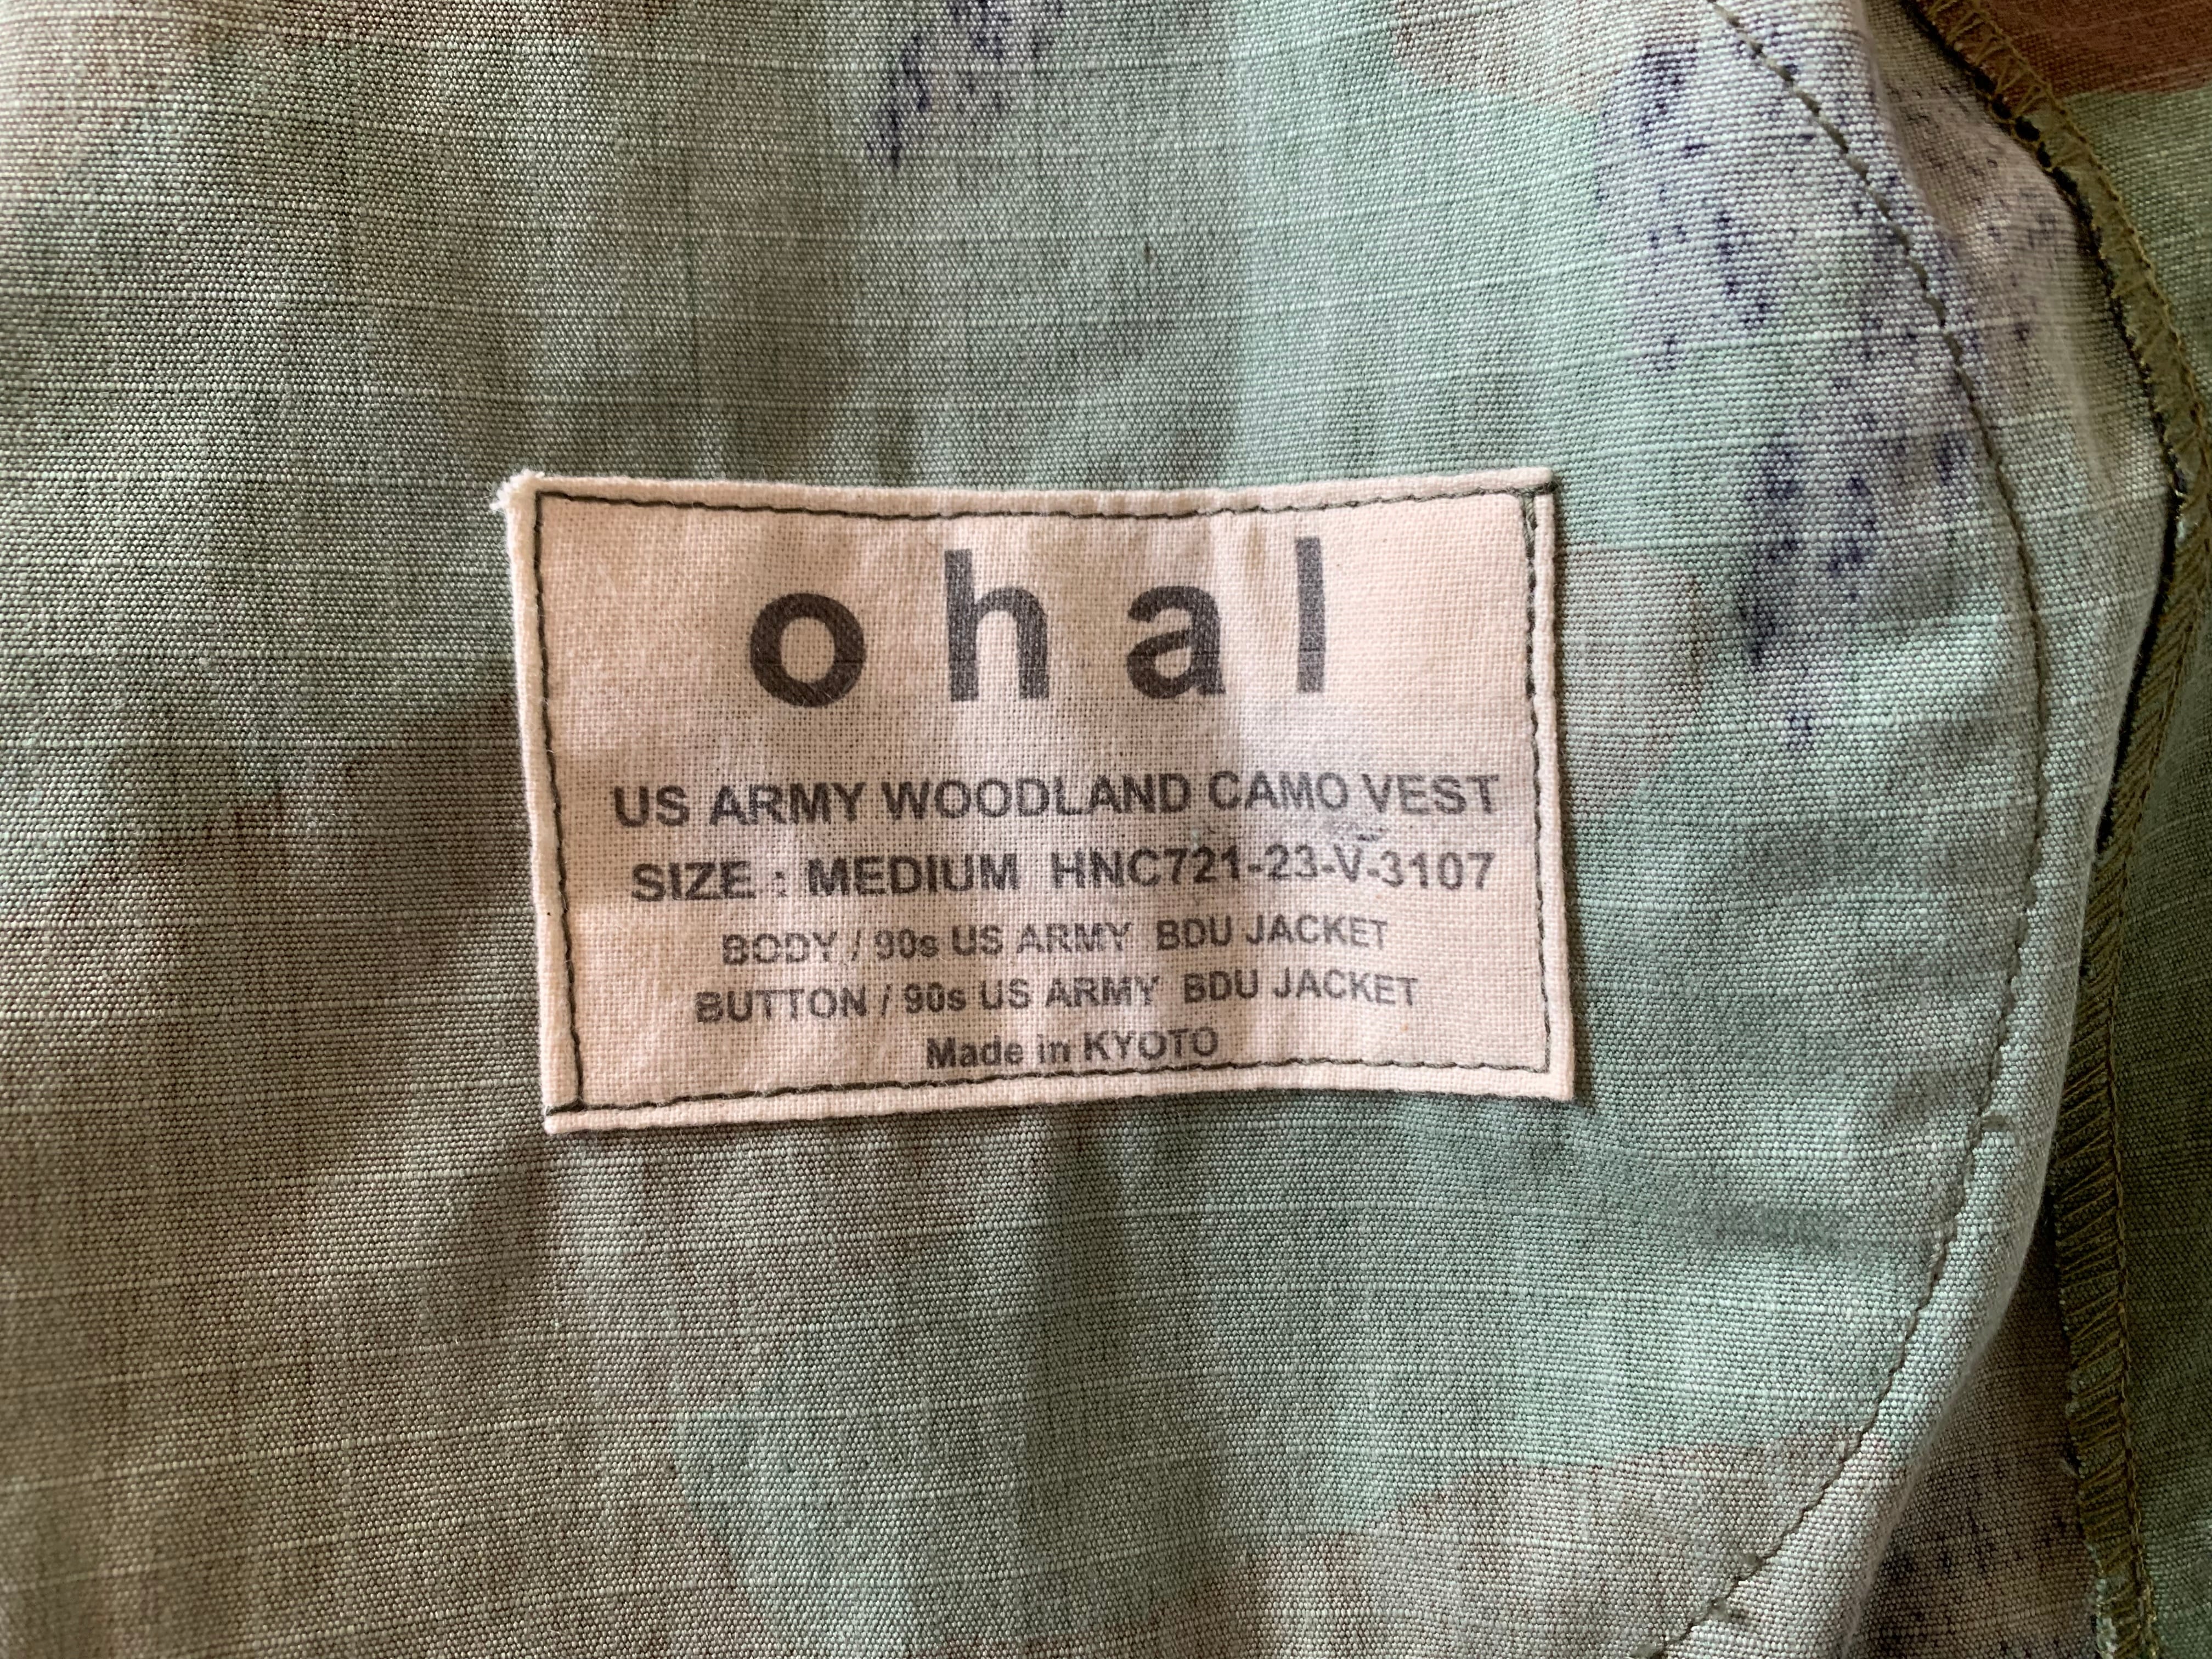 ohal
US ARMY WOODLAND CAMO VEST
SIZE : MEDIUM HNC721-23-V-3107
BODY / 90s US ARMY BDU JACKET
BUTTON / 90s US ARMY BDU JACKET
Made in KYOTO